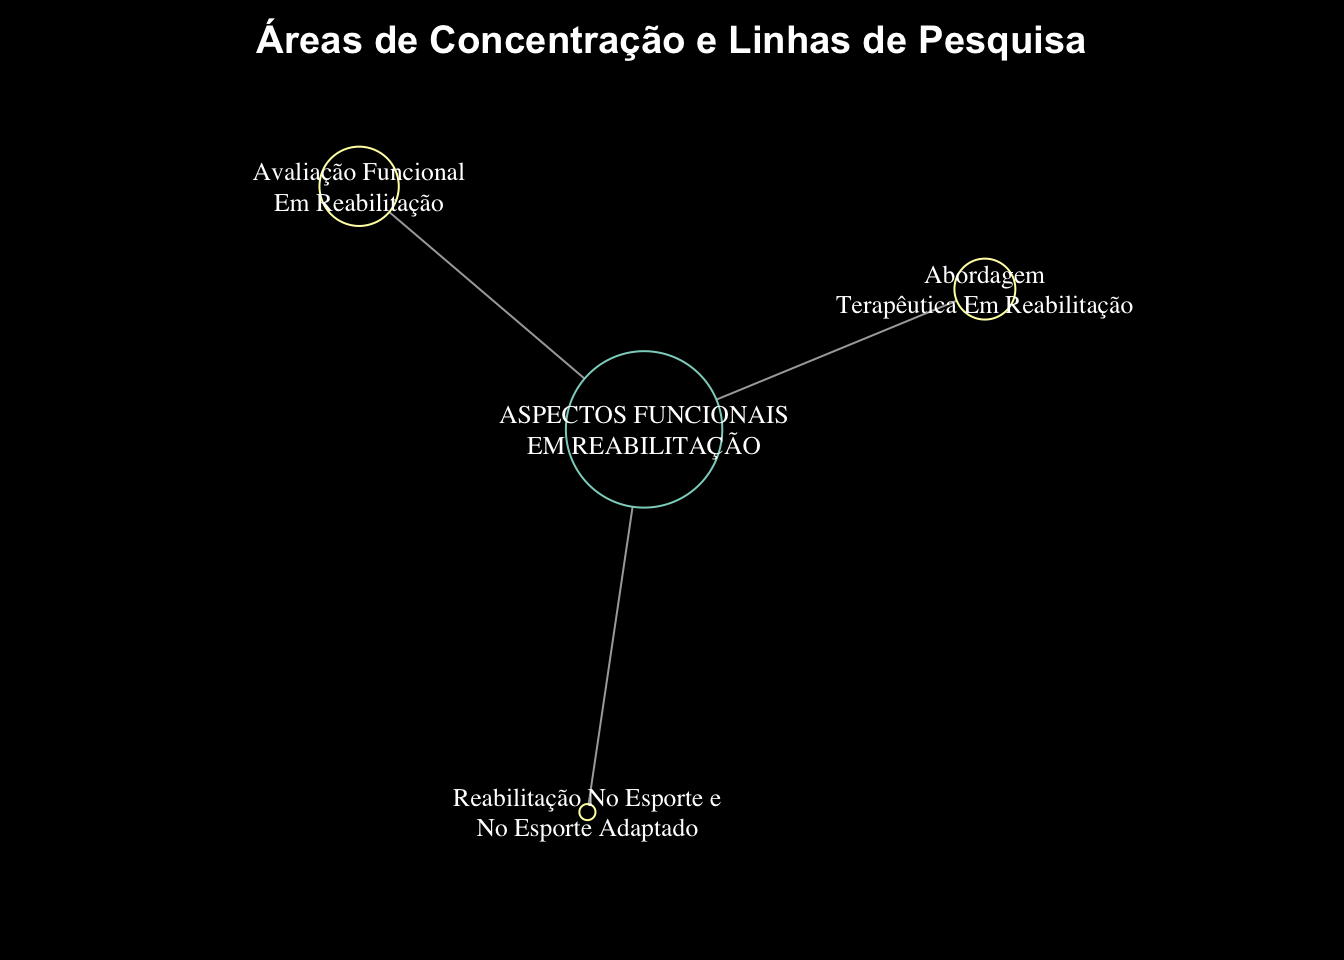 Áreas de Concentração e Linhas de Pesquisa
Avaliação Funcional
Em Reabilitação
Abordagem
Terapêutica Em Reabilitação
ASPECTOS FUNCIONAIS
EM REABILITAÇÃO
Reabilitação No Esporte e
No Esporte Adaptado